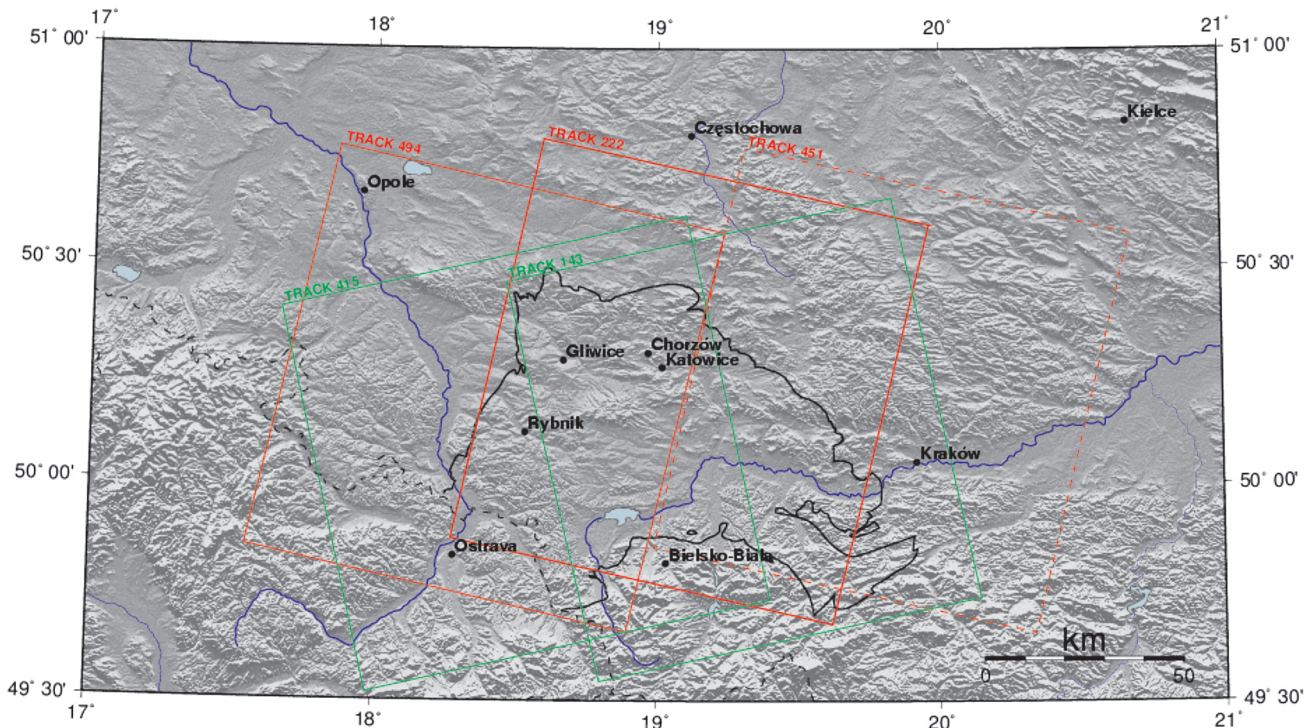 17°
18°
19°
20°
21°
51° 00'
51° 00'
Kielce
Częstochowa
TRACK 494
TRACK 222
TRACK 451
Opole
50° 30'
50° 30'
TRACK 143
TRACK 415
Chorzów
Gliwice
Katowice
Rybnik
Kraków
50° 00'
50° 00'
Ostrava
Bielsko-Biała
km
0
50
49° 30'
49° 30'
17°
18°
19°
20°
21°